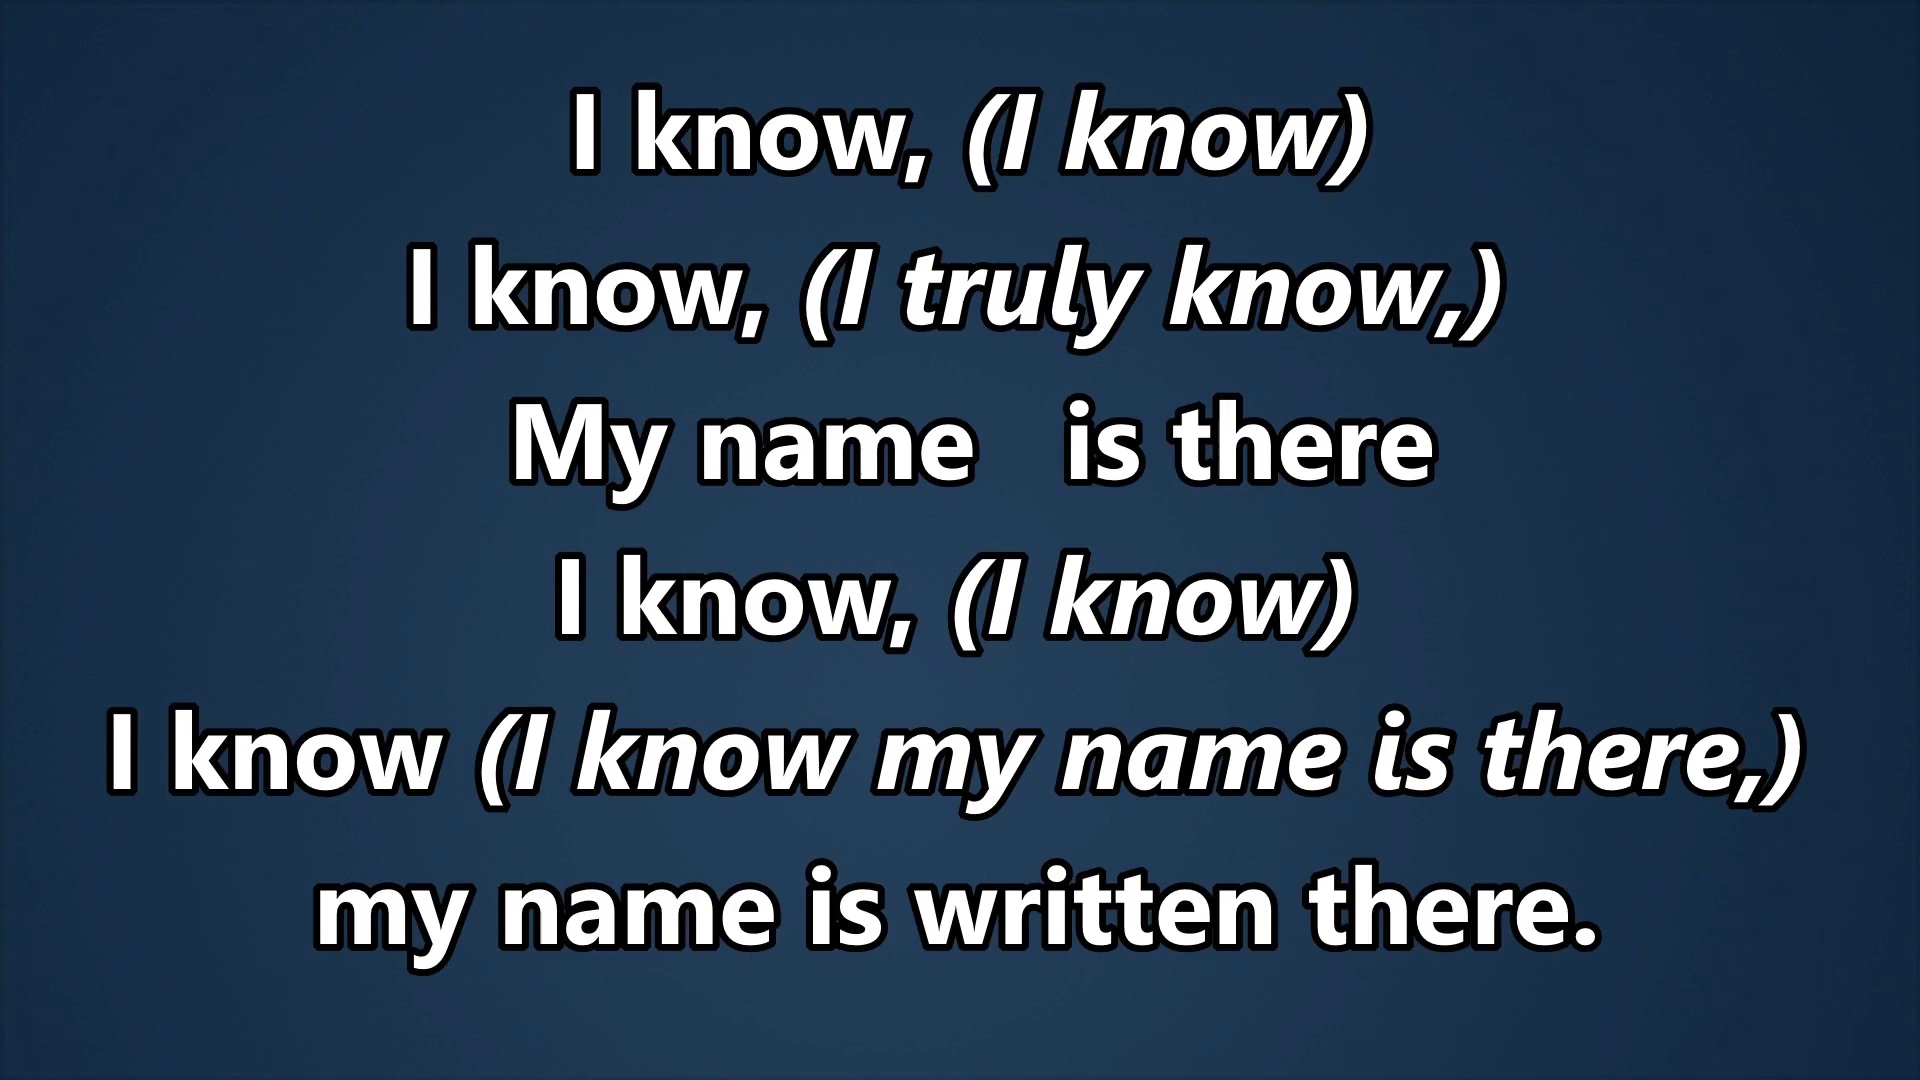 I know, (I know)
I know, (I truly know,)
My name   is there
I know, (I know)
I know (I know my name is there,)
my name is written there.